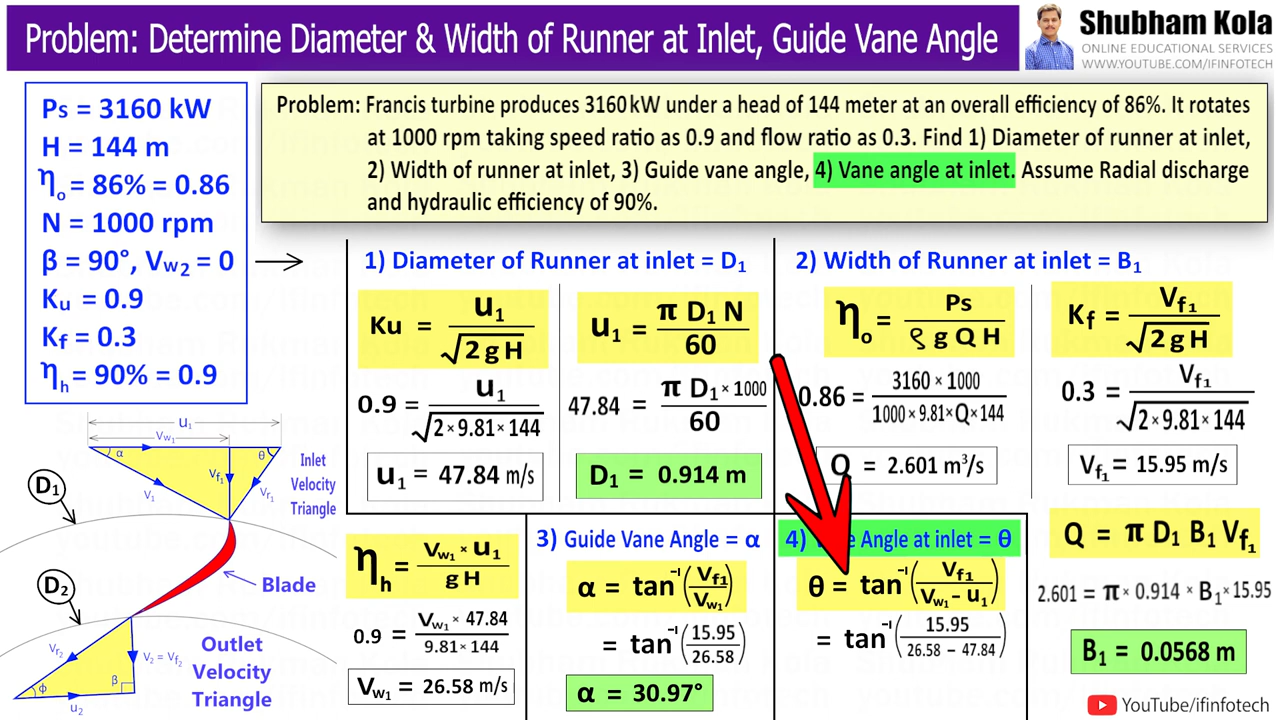 Problem: Determine Diameter & Width of Runner at Inlet, Guide Vane Angle
Shubham Kola
ONLINE EDUCATIONAL SERVICES
WWW.YOUTUBE.COM/IFINFOTECH
Ps = 3160 kW
H = 144 m
ηo = 86% = 0.86
N = 1000 rpm
β = 90°, Vw2 = 0
Ku = 0.9
Kf = 0.3
ηh = 90% = 0.9
Problem: Francis turbine produces 3160kW under a head of 144 meter at an overall efficiency of 86%. It rotates
at 1000 rpm taking speed ratio as 0.9 and flow ratio as 0.3. Find 1) Diameter of runner at inlet,
2) Width of runner at inlet, 3) Guide vane angle, 4) Vane angle at inlet. Assume Radial discharge
and hydraulic efficiency of 90%.
1) Diameter of Runner at inlet = D1
Ku = u1 / √2 g H
0.9 = u1 / √2×9.81×144
u1 = 47.84 m/s
u1 = π D1 N / 60
47.84 = π D1×1000 / 60
D1 = 0.914 m
2) Width of Runner at inlet = B1
ηo = Ps / ρ g Q H
0.86 = 3160×1000 / 1000×9.81×Q×144
Q = 2.601 m³/s
Kf = Vf1 / √2 g H
0.3 = Vf1 / √2×9.81×144
Vf1 = 15.95 m/s
Q = π D1 B1 Vf1
2.601 = π×0.914×B1×15.95
B1 = 0.0568 m
u1
Vw1
α
θ
Vf1
V1
Vr1
Inlet
Velocity
Triangle
D1
D2
Blade
Vr2
V2 = Vf2
ϕ
β
u2
Outlet
Velocity
Triangle
ηh = Vw1 × u1 / g H
0.9 = Vw1 × 47.84 / 9.81×144
Vw1 = 26.58 m/s
3) Guide Vane Angle = α
α = tan⁻¹(Vf1 / Vw1)
= tan⁻¹(15.95 / 26.58)
α = 30.97°
4) Angle at inlet = θ
θ = tan⁻¹(Vf1 / Vw1 - u1)
= tan⁻¹(15.95 / 26.58 − 47.84)
YouTube/ifinfotech